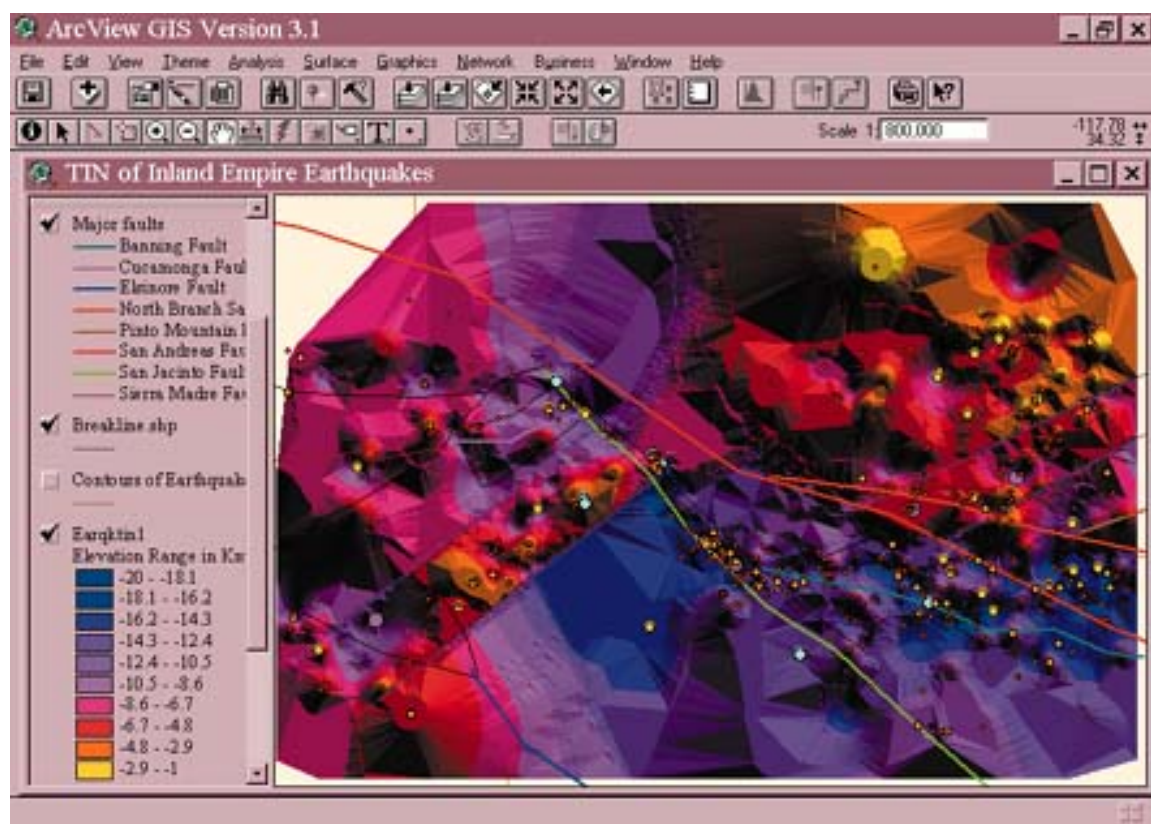 ArcView GIS Version 3.1
File Edit View Theme Analysis Surface Graphics Network Business Window Help
Scale 1: 800,000
-117.78
34.32
TIN of Inland Empire Earthquakes
Major faults
Banning Fault
Cucamonga Faul
Elsinore Fault
North Branch Sa
Pinto Mountain
San Andreas Fau
San Jacinto Faul
Sierra Madre Fau
Breakline.shp
Contours of Earthquak
Earqktin1
Elevation Range in Km
-20 - -18.1
-18.1 - -16.2
-16.2 - -14.3
-14.3 - -12.4
-12.4 - -10.5
-10.5 - -8.6
-8.6 - -6.7
-6.7 - -4.8
-4.8 - -2.9
-2.9 - -1